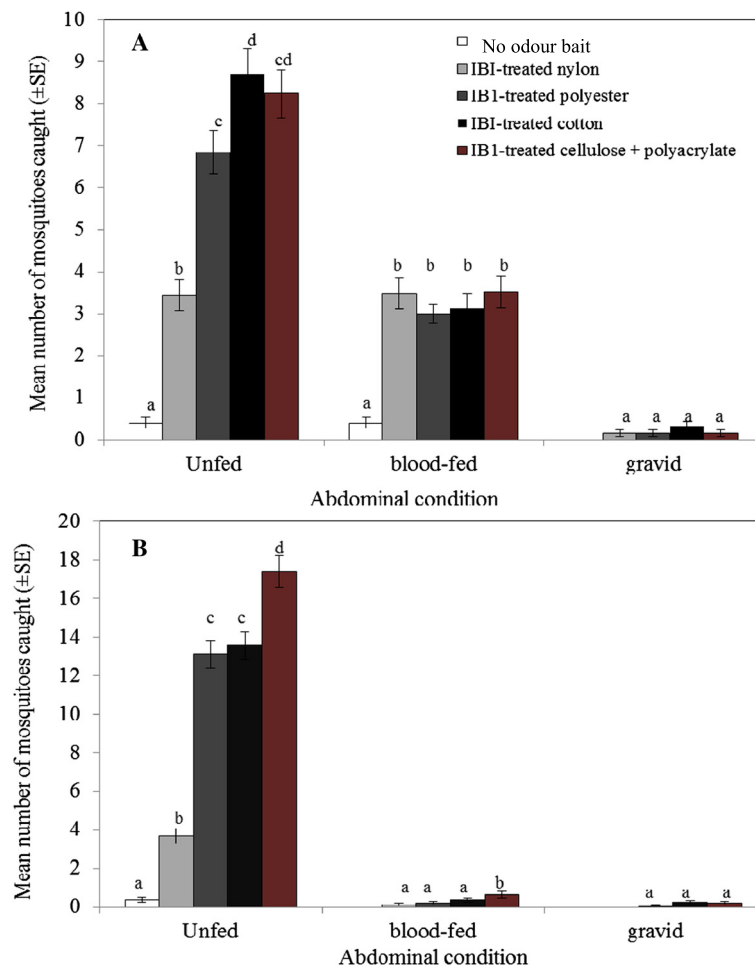 A
No odour bait
IBI-treated nylon
IB1-treated polyester
IBI-treated cotton
IB1-treated cellulose + polyacrylate
Mean number of mosquitoes caught (±SE)
10
9
8
7
6
5
4
3
2
1
0
a
b
c
d
cd
a
b
b
b
b
a
a
a
a
Unfed
blood-fed
gravid
Abdominal condition
B
Mean number of mosquitoes caught (±SE)
20
18
16
14
12
10
8
6
4
2
0
a
b
c
c
d
a
a
a
b
a
a
a
Unfed
blood-fed
gravid
Abdominal condition